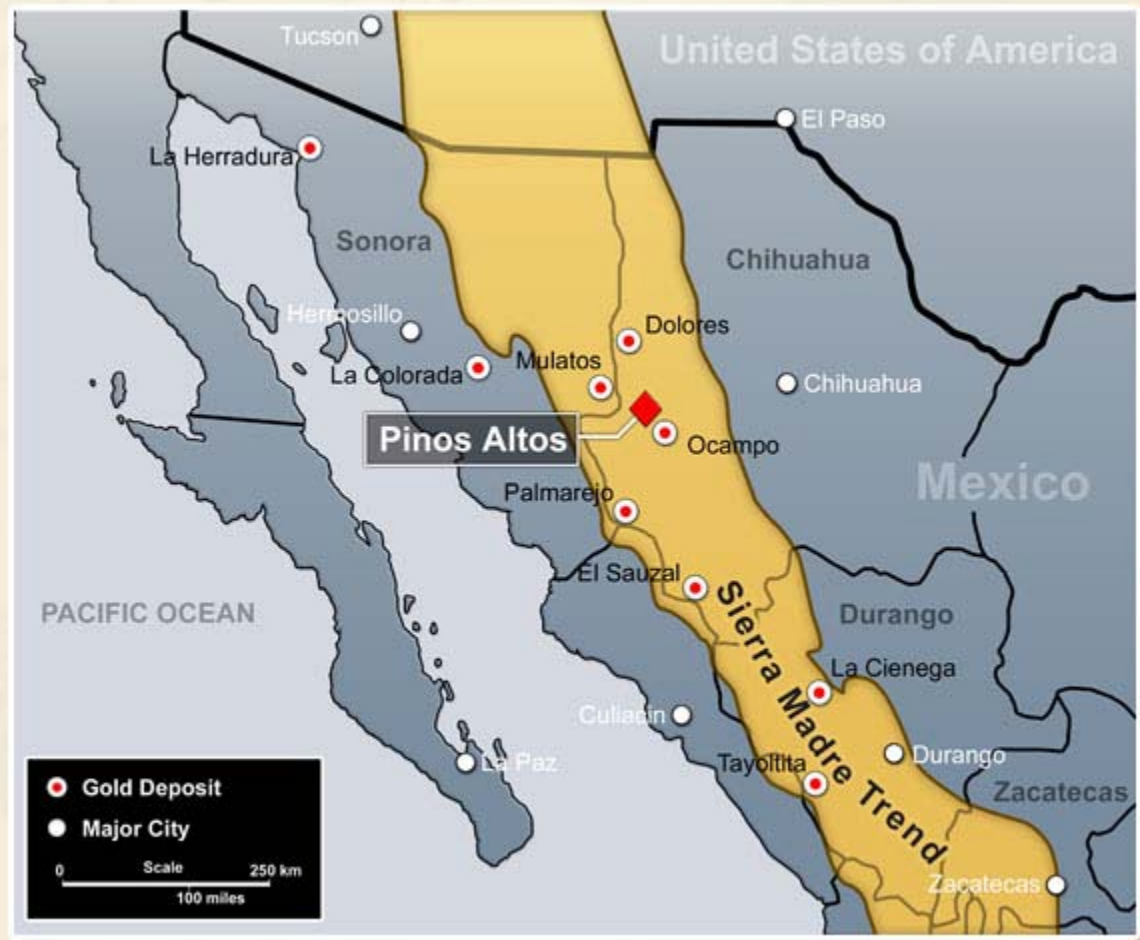 Tucson
United States of America
El Paso
La Herradura
Sonora
Chihuahua
Hermosillo
Dolores
Mulatos
La Colorada
Chihuahua
Pinos Altos
Ocampo
Mexico
Palmarejo
El Sauzal
PACIFIC OCEAN
Sierra Madre Trend
Durango
La Cienega
Culiacin
Durango
La Paz
Tayoltita
Zacatecas
Zacatecas
Gold Deposit
Major City
0 Scale 250 km
100 miles